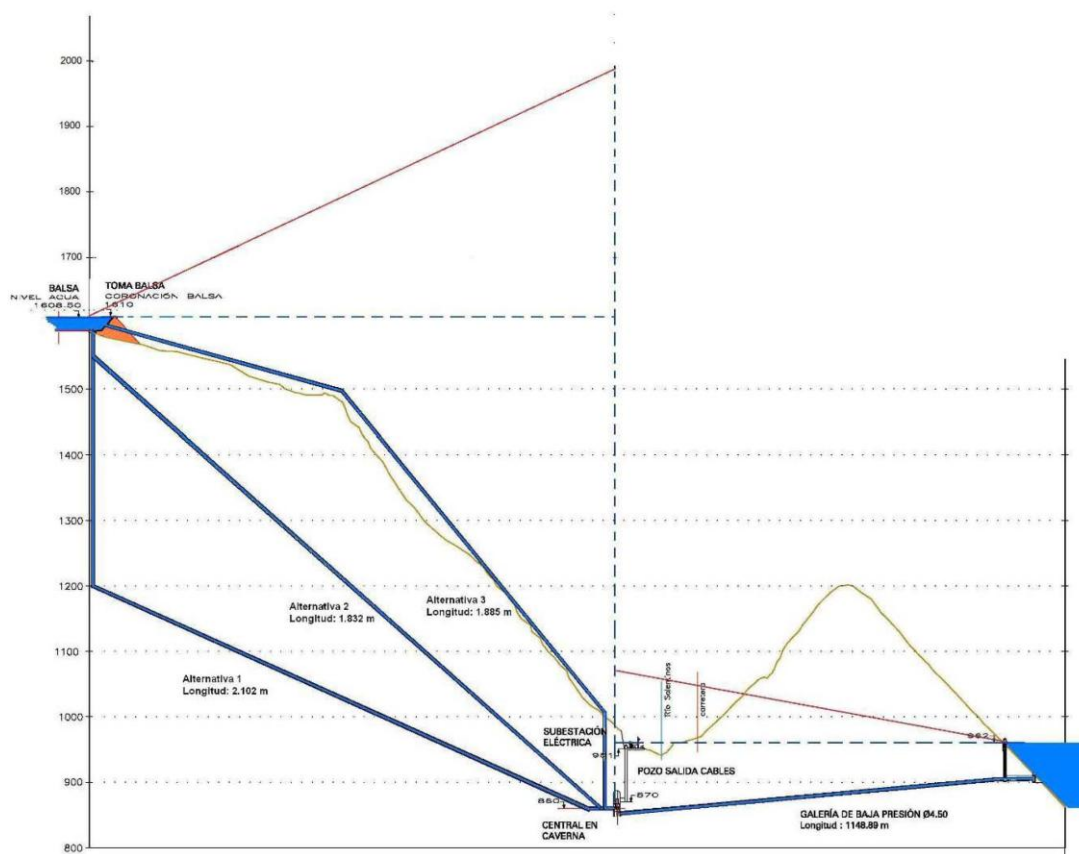 2000
1900
1800
1700
BALSA
TOMA BALSA
NIVEL AGUA
CORONACIÓN BALSA
1608.50
1610
1500
1400
1300
1200
1100
1000
900
800
Alternativa 3
Longitud: 1.885 m
Alternativa 2
Longitud: 1.832 m
Alternativa 1
Longitud: 2.102 m
carretera
SUBESTACIÓN
ELÉCTRICA
951
962
POZO SALIDA CABLES
870
CENTRAL EN
CAVERNA
GALERÍA DE BAJA PRESIÓN Ø4.50
Longitud : 1148.89 m